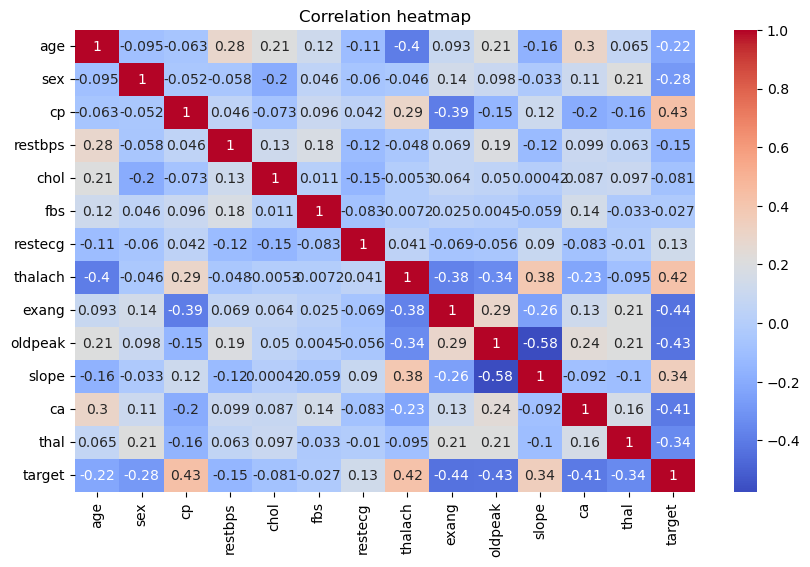 Correlation heatmap
age 1 -0.095 -0.063 0.28 0.21 0.12 -0.11 -0.4 0.093 0.21 -0.16 0.3 0.065 -0.22
sex -0.095 1 -0.052 -0.058 -0.2 0.046 -0.06 -0.046 0.14 0.098 -0.033 0.11 0.21 -0.28
cp -0.063 -0.052 1 0.046 -0.073 0.096 0.042 0.29 -0.39 -0.15 0.12 -0.2 -0.16 0.43
restbps 0.28 -0.058 0.046 1 0.13 0.18 -0.12 -0.048 0.069 0.19 -0.12 0.099 0.063 -0.15
chol 0.21 -0.2 -0.073 0.13 1 0.011 -0.15 -0.0053 0.064 0.05 0.00042 0.087 0.097 -0.081
fbs 0.12 0.046 0.096 0.18 0.011 1 -0.083 -0.0072 0.025 0.0045 -0.059 0.14 -0.033 -0.027
restecg -0.11 -0.06 0.042 -0.12 -0.15 -0.083 1 0.041 -0.069 -0.056 0.09 -0.083 -0.01 0.13
thalach -0.4 -0.046 0.29 -0.048 -0.0053 -0.0072 0.041 1 -0.38 -0.34 0.38 -0.23 -0.095 0.42
exang 0.093 0.14 -0.39 0.069 0.064 0.025 -0.069 -0.38 1 0.29 -0.26 0.13 0.21 -0.44
oldpeak 0.21 0.098 -0.15 0.19 0.05 0.0045 -0.056 -0.34 0.29 1 -0.58 0.24 0.21 -0.43
slope -0.16 -0.033 0.12 -0.12 0.00042 -0.059 0.09 0.38 -0.26 -0.58 1 -0.092 -0.1 0.34
ca 0.3 0.11 -0.2 0.099 0.087 0.14 -0.083 -0.23 0.13 0.24 -0.092 1 0.16 -0.41
thal 0.065 0.21 -0.16 0.063 0.097 -0.033 -0.01 -0.095 0.21 0.21 -0.1 0.16 1 -0.34
target -0.22 -0.28 0.43 -0.15 -0.081 -0.027 0.13 0.42 -0.44 -0.43 0.34 -0.41 -0.34 1
age sex cp restbps chol fbs restecg thalach exang oldpeak slope ca thal target
1.0
0.8
0.6
0.4
0.2
0.0
−0.2
−0.4